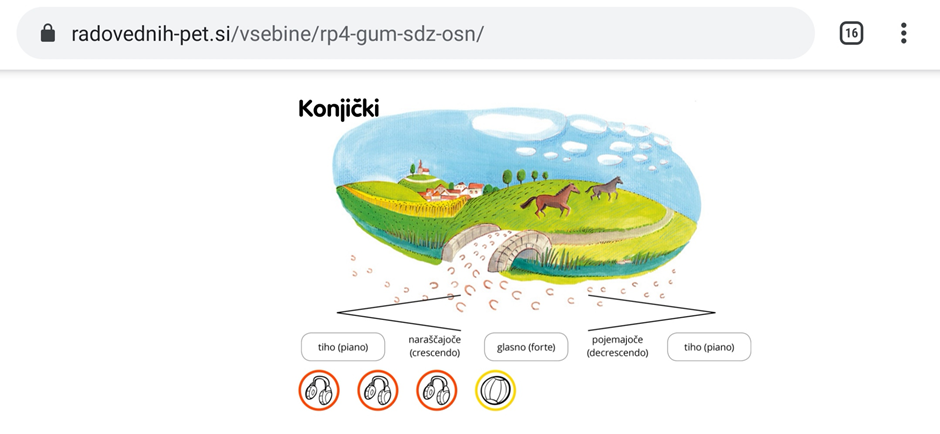 radovednih-pet.si/vsebine/rp4-gum-sdz-osn/
16
Konjički
tiho (piano)
naraščajoče
(crescendo)
glasno (forte)
pojemajoče
(decrescendo)
tiho (piano)